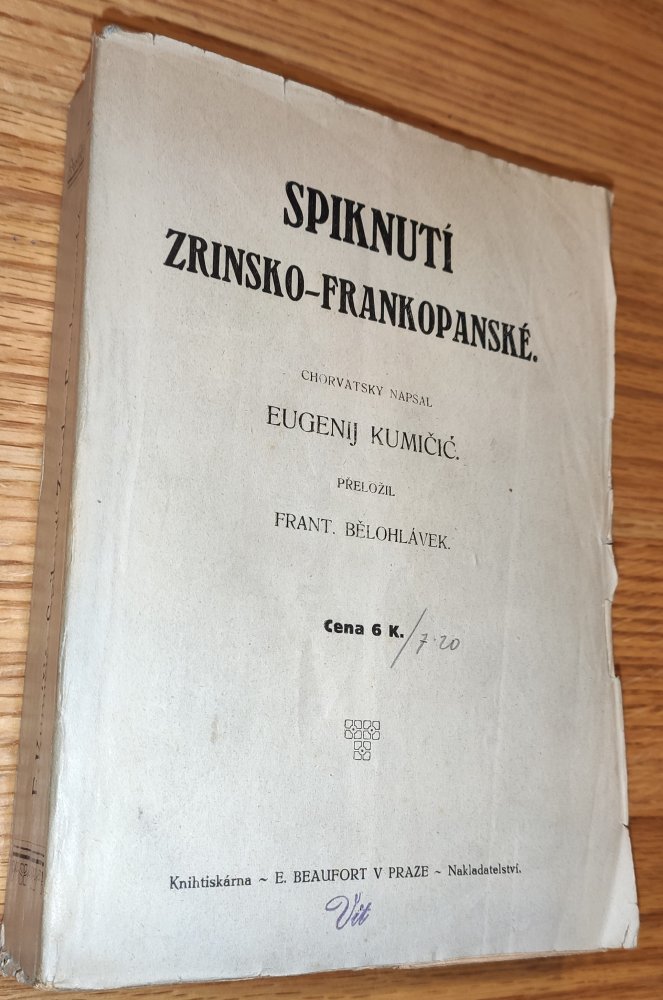 SPIKNUTÍ
ZRINSKO-FRANKOPANSKÉ.
CHORVATSKY NAPSAL
EUGENIJ KUMIČIĆ.
PŘELOŽIL
FRANT. BĚLOHLÁVEK.
Cena 6 K. / 7·20
Knihtiskárna ~ E. BEAUFORT V PRAZE ~ Nakladatelství.
Vít